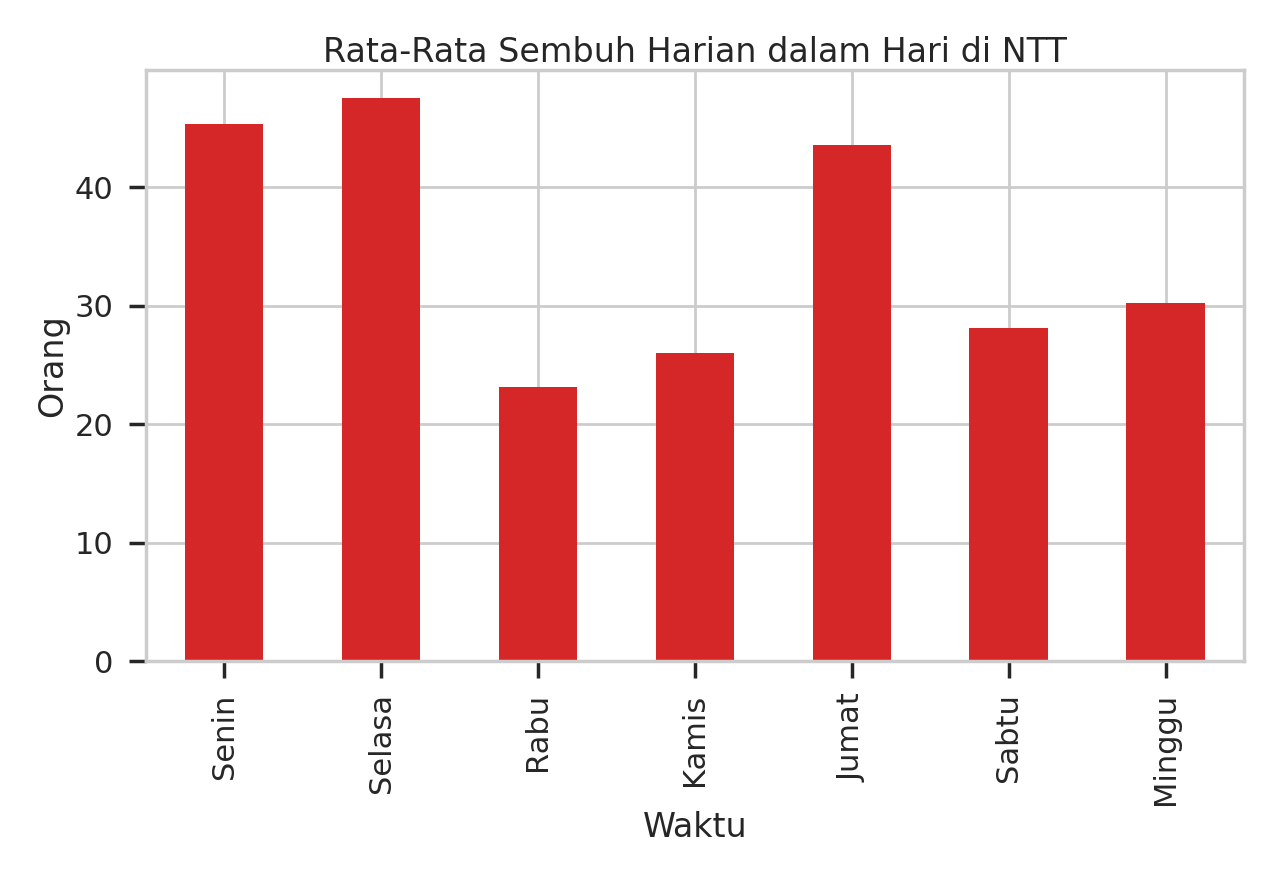 Rata-Rata Sembuh Harian dalam Hari di NTT
Orang
40
30
20
10
0
Senin
Selasa
Rabu
Kamis
Jumat
Sabtu
Minggu
Waktu